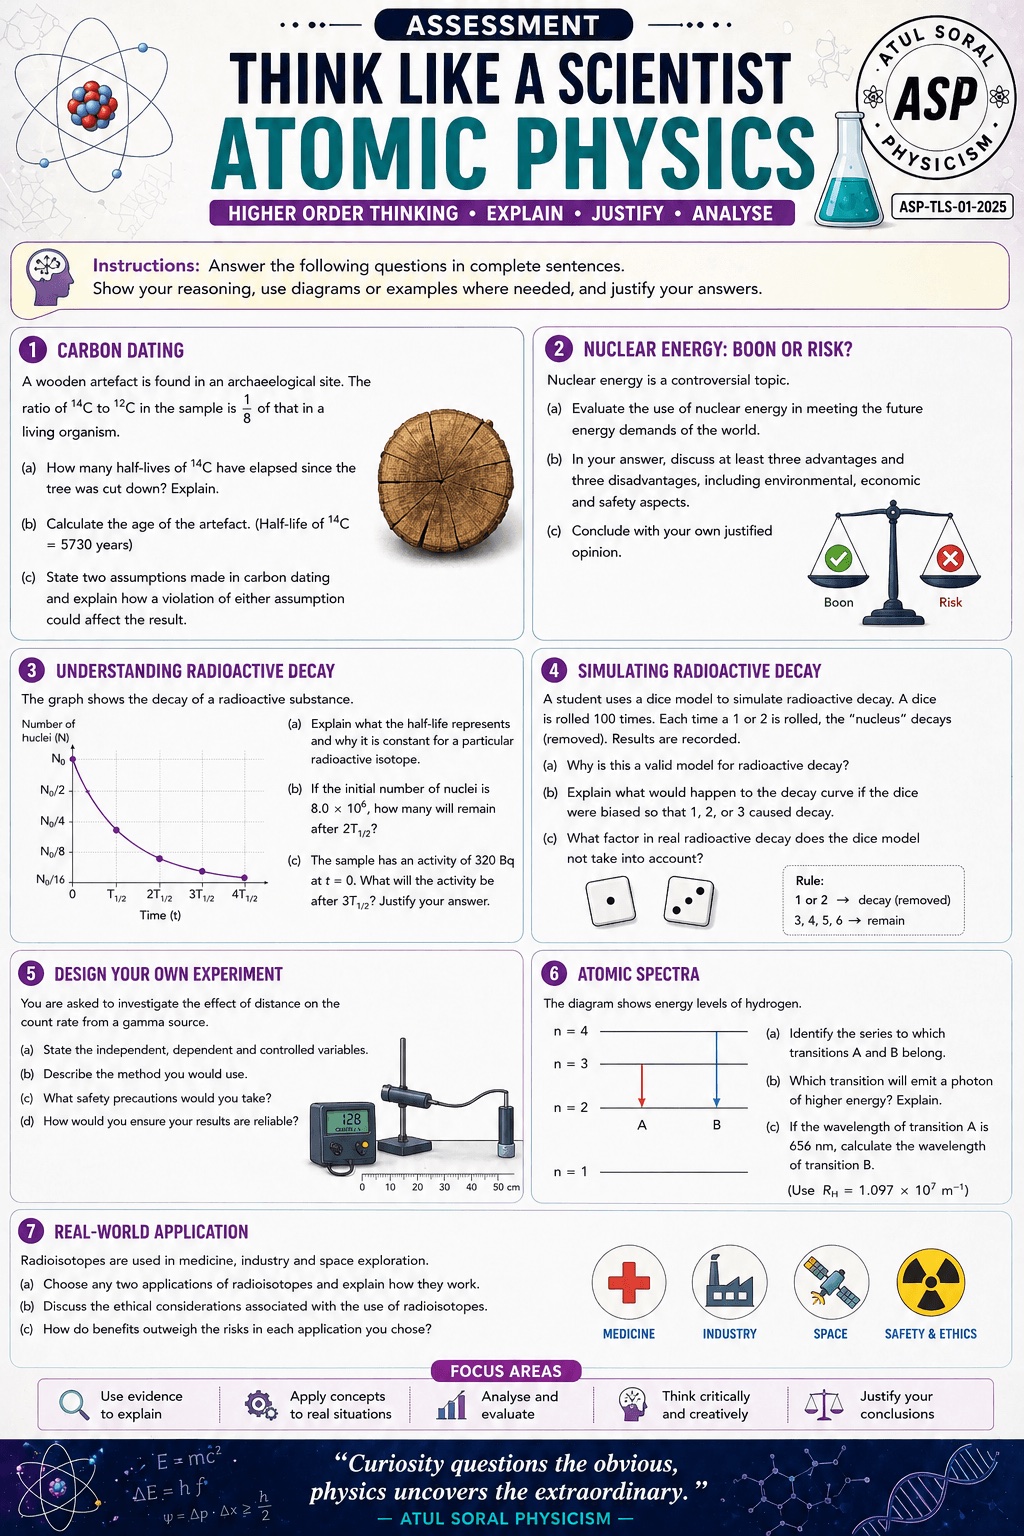 ASSESSMENT
THINK LIKE A SCIENTIST
ATOMIC PHYSICS
HIGHER ORDER THINKING • EXPLAIN • JUSTIFY • ANALYSE
ATUL SORAL
ASP
PHYSICISM
ASP-TLS-01-2025
Instructions: Answer the following questions in complete sentences.
Show your reasoning, use diagrams or examples where needed, and justify your answers.
1 CARBON DATING
A wooden artefact is found in an archaelogical site. The
ratio of ¹⁴C to ¹²C in the sample is 1/8 of that in a
living organism.
(a) How many half-lives of ¹⁴C have elapsed since the
tree was cut down? Explain.
(b) Calculate the age of the artefact. (Half-life of ¹⁴C
= 5730 years)
(c) State two assumptions made in carbon dating
and explain how a violation of either assumption
could affect the result.
2 NUCLEAR ENERGY: BOON OR RISK?
Nuclear energy is a controversial topic.
(a) Evaluate the use of nuclear energy in meeting the future
energy demands of the world.
(b) In your answer, discuss at least three advantages and
three disadvantages, including environmental, economic
and safety aspects.
(c) Conclude with your own justified
opinion.
Boon
Risk
3 UNDERSTANDING RADIOACTIVE DECAY
The graph shows the decay of a radioactive substance.
Number of
huclei (N)
N₀
N₀/2
N₀/4
N₀/8
N₀/16
0 T₁/₂ 2T₁/₂ 3T₁/₂ 4T₁/₂
Time (t)
(a) Explain what the half-life represents
and why it is constant for a particular
radioactive isotope.
(b) If the initial number of nuclei is
8.0 × 10⁶, how many will remain
after 2T₁/₂?
(c) The sample has an activity of 320 Bq
at t = 0. What will the activity be
after 3T₁/₂? Justify your answer.
4 SIMULATING RADIOACTIVE DECAY
A student uses a dice model to simulate radioactive decay. A dice
is rolled 100 times. Each time a 1 or 2 is rolled, the “nucleus” decays
(removed). Results are recorded.
(a) Why is this a valid model for radioactive decay?
(b) Explain what would happen to the decay curve if the dice
were biased so that 1, 2, or 3 caused decay.
(c) What factor in real radioactive decay does the dice model
not take into account?
Rule:
1 or 2 → decay (removed)
3, 4, 5, 6 → remain
5 DESIGN YOUR OWN EXPERIMENT
You are asked to investigate the effect of distance on the
count rate from a gamma source.
(a) State the independent, dependent and controlled variables.
(b) Describe the method you would use.
(c) What safety precautions would you take?
(d) How would you ensure your results are reliable?
128
0 10 20 30 40 50 cm
6 ATOMIC SPECTRA
The diagram shows energy levels of hydrogen.
n = 4
n = 3
n = 2
A B
n = 1
(a) Identify the series to which
transitions A and B belong.
(b) Which transition will emit a photon
of higher energy? Explain.
(c) If the wavelength of transition A is
656 nm, calculate the wavelength
of transition B.
(Use R_H = 1.097 × 10⁷ m⁻¹)
7 REAL-WORLD APPLICATION
Radioisotopes are used in medicine, industry and space exploration.
(a) Choose any two applications of radioisotopes and explain how they work.
(b) Discuss the ethical considerations associated with the use of radioisotopes.
(c) How do benefits outweigh the risks in each application you chose?
MEDICINE
INDUSTRY
SPACE
SAFETY & ETHICS
FOCUS AREAS
Use evidence
to explain
Apply concepts
to real situations
Analyse and
evaluate
Think critically
and creatively
Justify your
conclusions
E = mc²
ΔE = h f
ψ = Δp · Δx ≥ h/2
“Curiosity questions the obvious,
physics uncovers the extraordinary.”
— ATUL SORAL PHYSICISM —